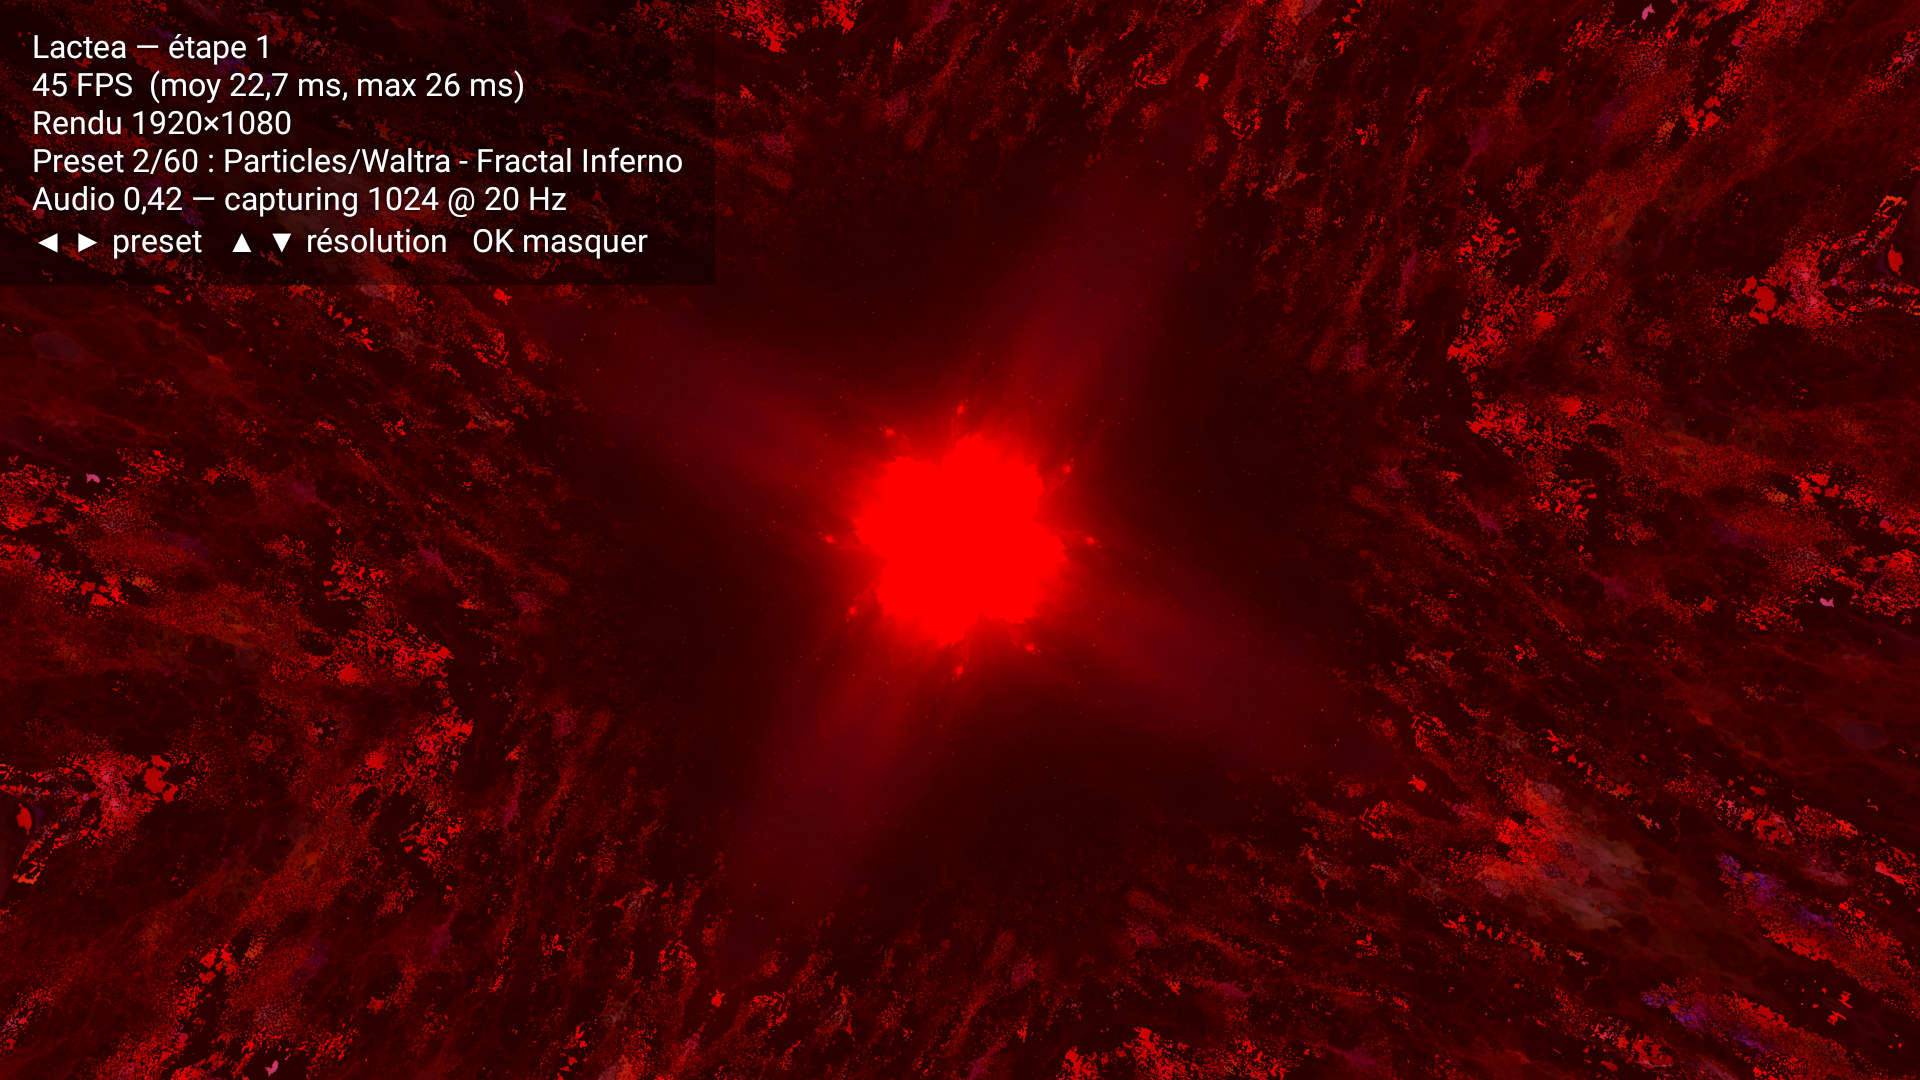 Lactea — étape 1
45 FPS  (moy 22,7 ms, max 26 ms)
Rendu 1920×1080
Preset 2/60 : Particles/Waltra - Fractal Inferno
Audio 0,42 — capturing 1024 @ 20 Hz
◄ ► preset   ▲ ▼ résolution   OK masquer